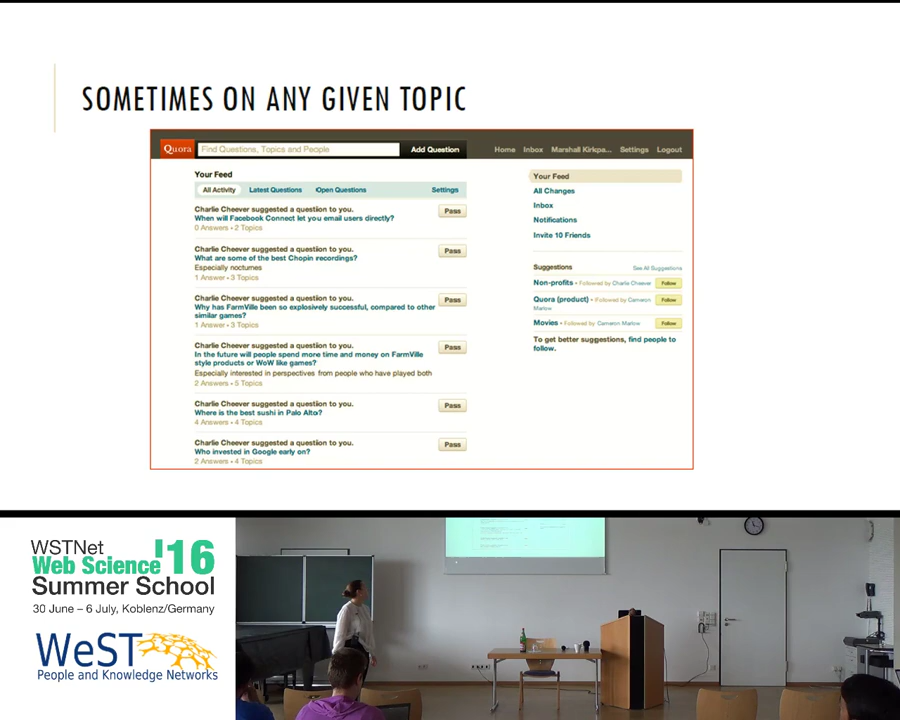 SOMETIMES ON ANY GIVEN TOPIC
Quora
Find Questions, Topics and People
Add Question
Home Inbox Marshall Kirkpa... Settings Logout
Your Feed
All Activity Latest Questions Open Questions Settings
Charlie Cheever suggested a question to you.
When will Facebook Connect let you email users directly?
0 Answers • 2 Topics
Pass
Charlie Cheever suggested a question to you.
What are some of the best Chopin recordings?
Especially nocturnes
1 Answer • 3 Topics
Pass
Charlie Cheever suggested a question to you.
Why has FarmVille been so explosively successful, compared to other
similar games?
1 Answer • 3 Topics
Pass
Charlie Cheever suggested a question to you.
In the future will people spend more time and money on FarmVille
style products or WoW like games?
Especially interested in perspectives from people who have played both
2 Answers • 5 Topics
Pass
Charlie Cheever suggested a question to you.
Where is the best sushi in Palo Alto?
4 Answers • 4 Topics
Pass
Charlie Cheever suggested a question to you.
Who invested in Google early on?
2 Answers • 4 Topics
Pass
Your Feed
All Changes
Inbox
Notifications
Invite 10 Friends
Suggestions See All Suggestions
Non-profits • Followed by Charlie Cheever Follow
Quora (product) • Followed by Cameron
Marlow
Follow
Movies • Followed by Cameron Marlow Follow
To get better suggestions, find people to
follow.
WSTNet
Web Science '16
Summer School
30 June – 6 July, Koblenz/Germany
WeST
People and Knowledge Networks